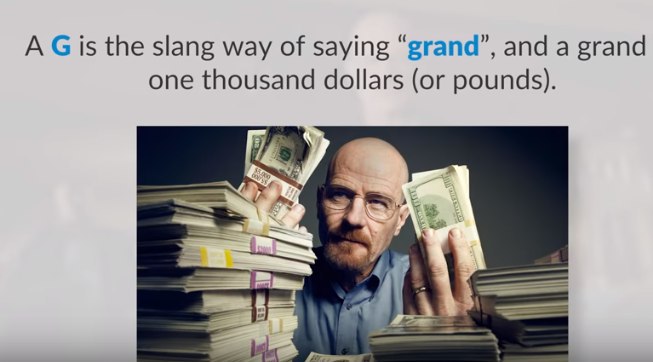 A G is the slang way of saying “grand”, and a grand
one thousand dollars (or pounds).